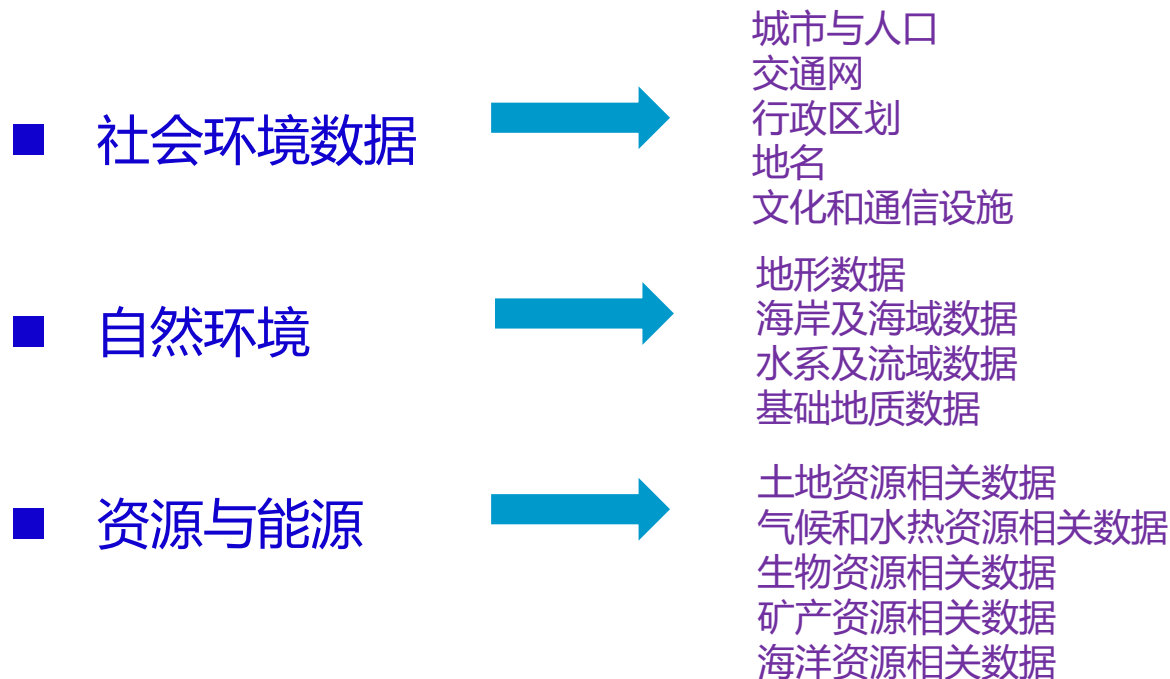 社会环境数据
城市与人口
交通网
行政区划
地名
文化和通信设施
自然环境
地形数据
海岸及海域数据
水系及流域数据
基础地质数据
资源与能源
土地资源相关数据
气候和水热资源相关数据
生物资源相关数据
矿产资源相关数据
海洋资源相关数据